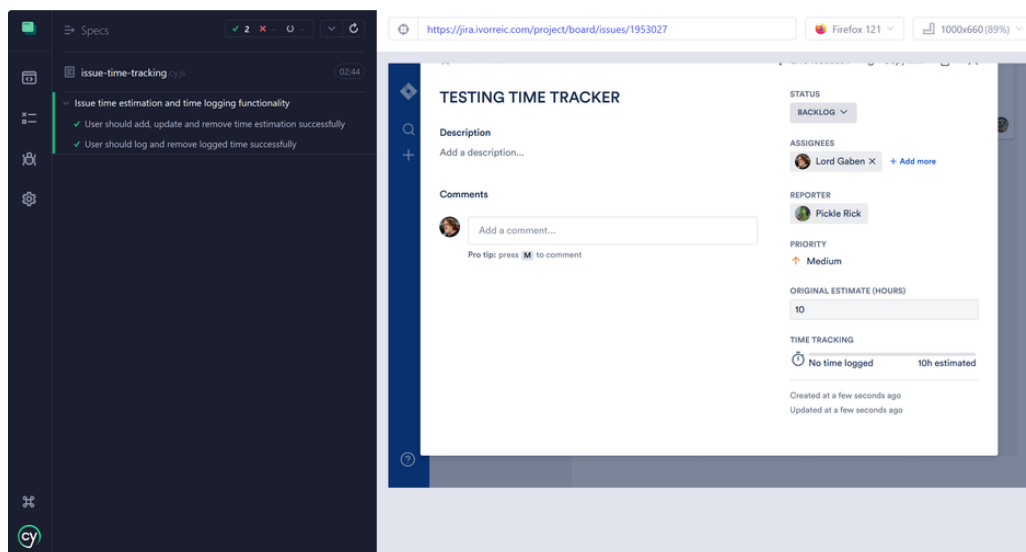 Specs
✓ 2 ✕ -- --
issue-time-tracking cy.js
02:44
Issue time estimation and time logging functionality
✓ User should add, update and remove time estimation successfully
✓ User should log and remove logged time successfully
cy
https://jira.ivorreic.com/project/board/issues/1953027
Firefox 121
1000x660 (89%)
TESTING TIME TRACKER
Description
Add a description...
Comments
Add a comment...
Pro tip: press M to comment
STATUS
BACKLOG
ASSIGNEES
Lord Gaben ✕ + Add more
REPORTER
Pickle Rick
PRIORITY
Medium
ORIGINAL ESTIMATE (HOURS)
10
TIME TRACKING
No time logged 10h estimated
Created at a few seconds ago
Updated at a few seconds ago